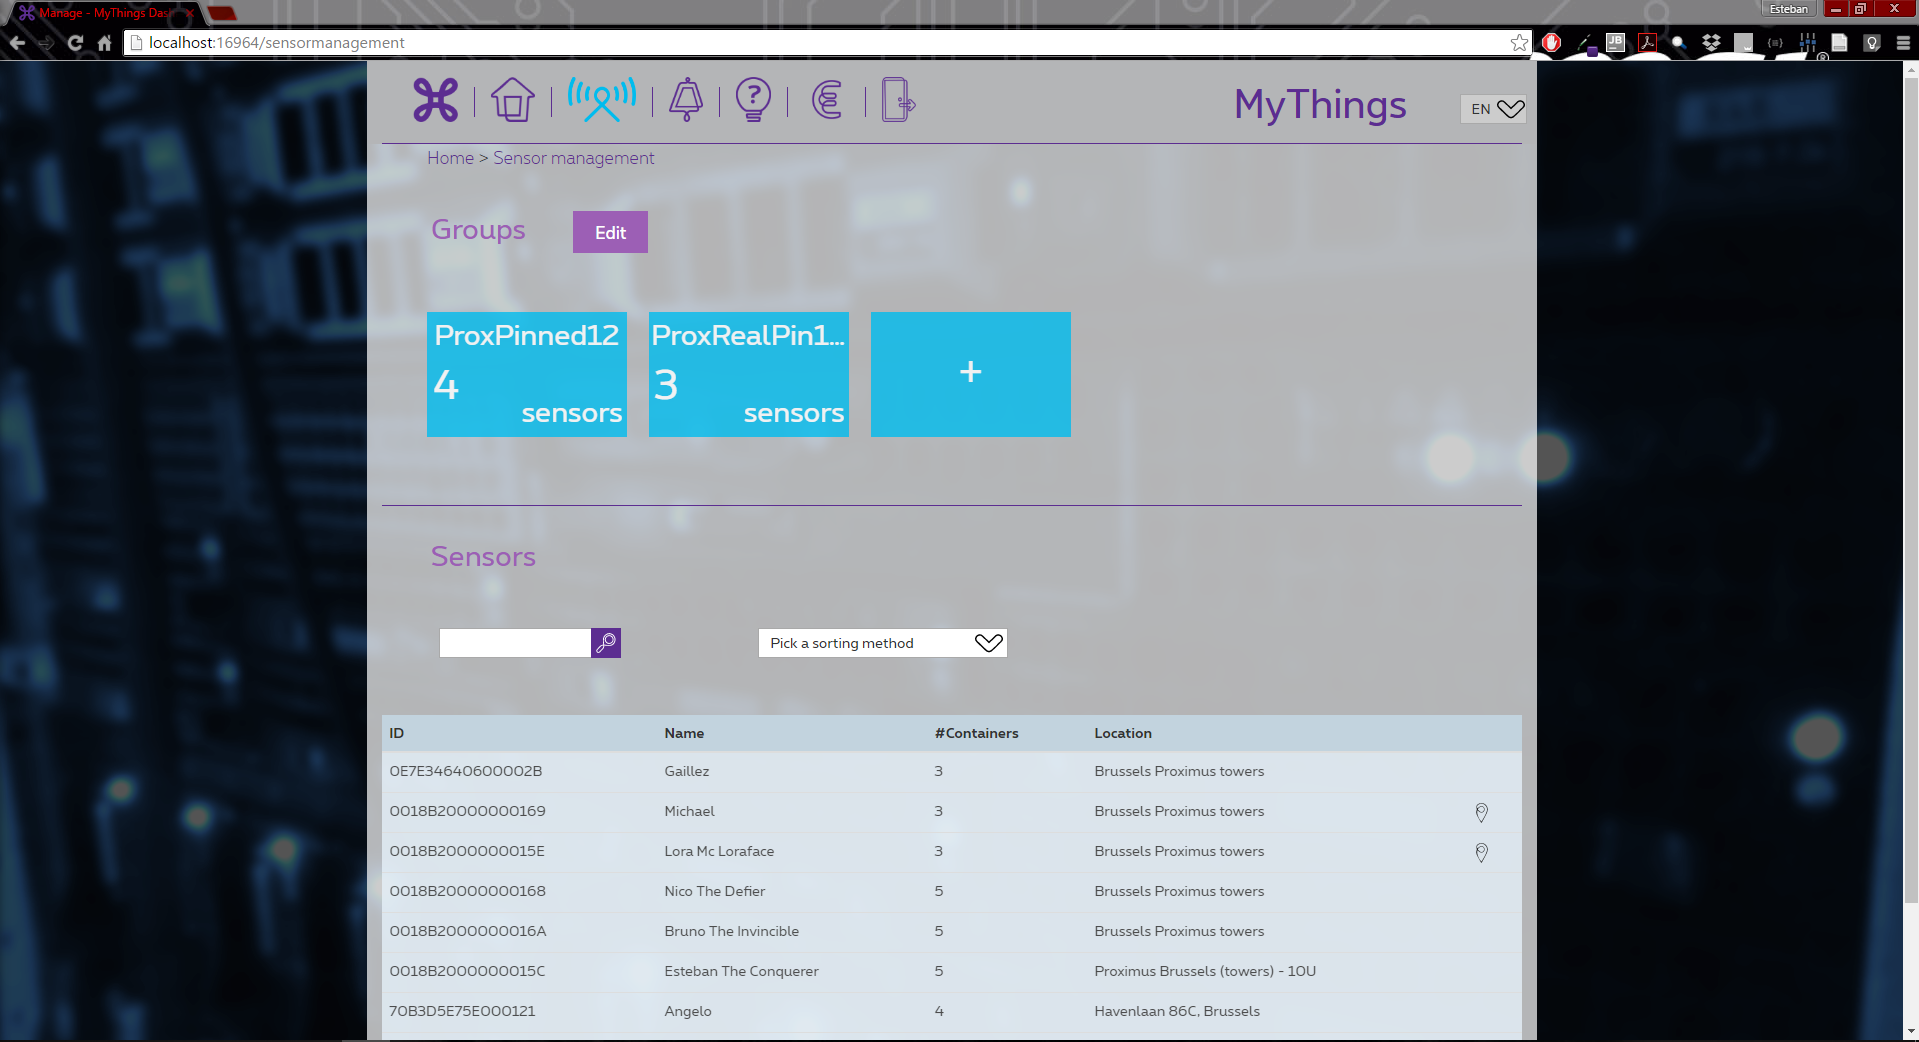 Manage - MyThings Das
Esteban
localhost:16964/sensormanagement
MyThings
EN
Home > Sensor management
Groups
Edit
ProxPinned12
4
sensors
ProxRealPin1...
3
sensors
+
Sensors
Pick a sorting method
ID Name #Containers Location
0E7E34640600002B Gaillez 3 Brussels Proximus towers
0018B20000000169 Michael 3 Brussels Proximus towers
0018B2000000015E Lora Mc Loraface 3 Brussels Proximus towers
0018B20000000168 Nico The Defier 5 Brussels Proximus towers
0018B2000000016A Bruno The Invincible 5 Brussels Proximus towers
0018B2000000015C Esteban The Conquerer 5 Proximus Brussels (towers) - 10U
70B3D5E75E000121 Angelo 4 Havenlaan 86C, Brussels